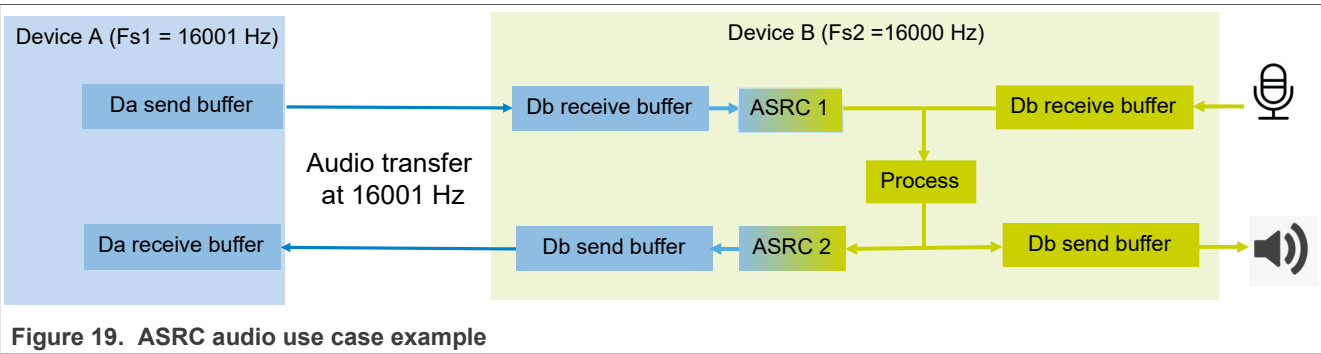 Device A (Fs1 = 16001 Hz)
Device B (Fs2 =16000 Hz)
Da send buffer
Db receive buffer
ASRC 1
Db receive buffer
Audio transfer
at 16001 Hz
Process
Da receive buffer
Db send buffer
ASRC 2
Db send buffer
Figure 19. ASRC audio use case example